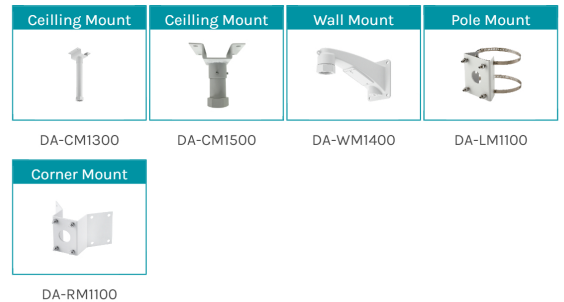 Ceilling Mount
Ceilling Mount
Wall Mount
Pole Mount
DA-CM1300
DA-CM1500
DA-WM1400
DA-LM1100
Corner Mount
DA-RM1100